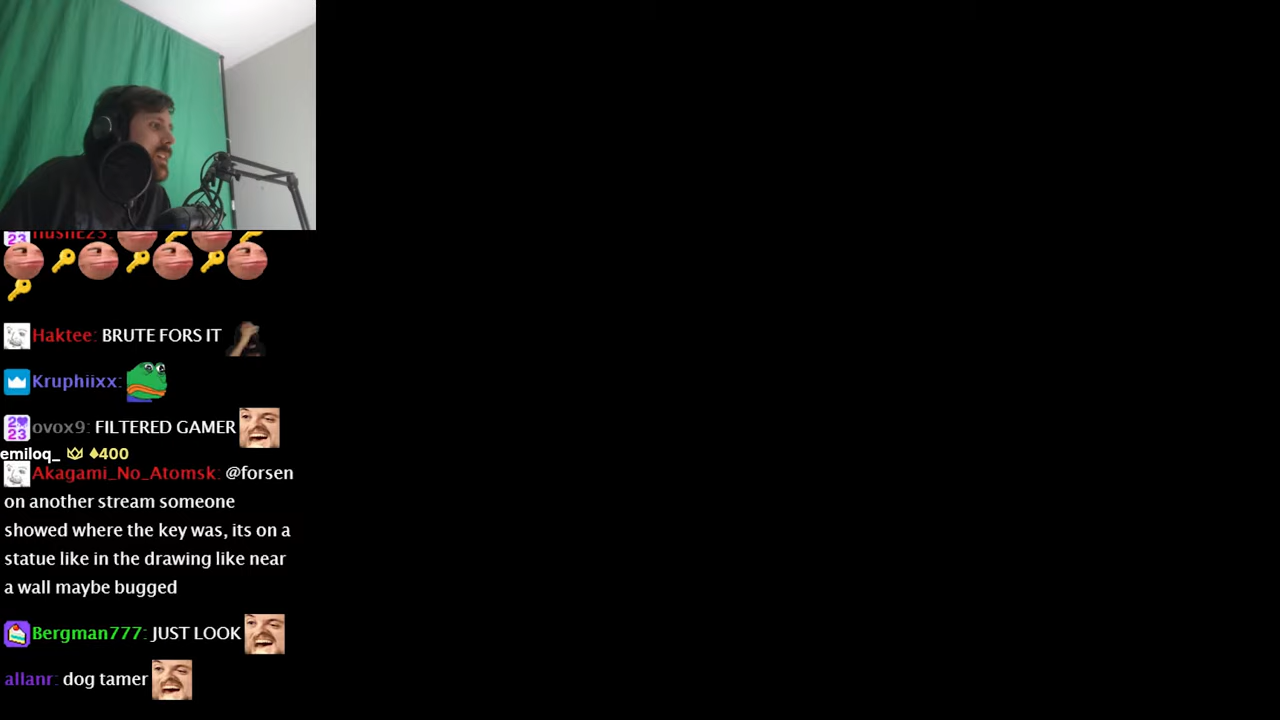 HushE23:
Haktee: BRUTE FORS IT
Kruphiixx:
ovox9: FILTERED GAMER
emiloq_ 400
Akagami_No_Atomsk: @forsen
on another stream someone
showed where the key was, its on a
statue like in the drawing like near
a wall maybe bugged
Bergman777: JUST LOOK
allanr: dog tamer